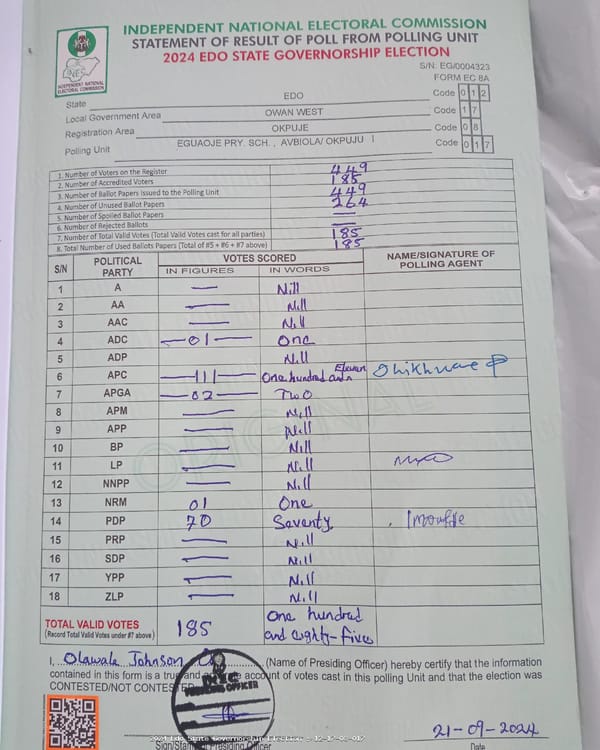 INDEPENDENT NATIONAL ELECTORAL COMMISSION
STATEMENT OF RESULT OF POLL FROM POLLING UNIT
2024 EDO STATE GOVERNORSHIP ELECTION
INEC
INDEPENDENT NATIONAL ELECTORAL COMMISSION
S/N: EG/0004323
FORM EC 8A
State EDO Code 0 1 2
Local Government Area OWAN WEST Code 1 7
Registration Area OKPUJE Code 0 8
Polling Unit EGUAOJE PRY. SCH. , AVBIOLA/ OKPUJU I Code 0 1 7
1. Number of Voters on the Register 449
2. Number of Accredited Voters 185
3. Number of Ballot Papers Issued to the Polling Unit 449
4. Number of Unused Ballot Papers 264
5. Number of Spoiled Ballot Papers —
6. Number of Rejected Ballots —
7. Number of Total Valid Votes (Total Valid Votes cast for all parties) 185
8. Total Number of Used Ballots Papers (Total of #5 + #6 + #7 above) 185
S/N POLITICAL PARTY VOTES SCORED NAME/SIGNATURE OF POLLING AGENT
IN FIGURES IN WORDS
1 A — Nill
2 AA — Nill
3 AAC — Nill
4 ADC —01— One
5 ADP Nill
6 APC —111— One hundred and Eleven
7 APGA —02— Two
8 APM — Nill
9 APP — Nill
10 BP — Nill
11 LP — Nill
12 NNPP — Nill
13 NRM 01 One
14 PDP 70 Seventy
15 PRP — Nill
16 SDP — Nill
17 YPP — Nill
18 ZLP — Nill
TOTAL VALID VOTES 185 One hundred and eighty-five
(Record Total Valid Votes under #7 above)
I, Olawale Johnson (Name of Presiding Officer) hereby certify that the information
contained in this form is a true and account of votes cast in this polling Unit and that the election was
CONTESTED/NOT CONTESTED
PRESIDING OFFICER
21-09-2024
2024 Edo State Governorship Election - 12-17-08-017
Sign/Stamp Presiding Officer Date